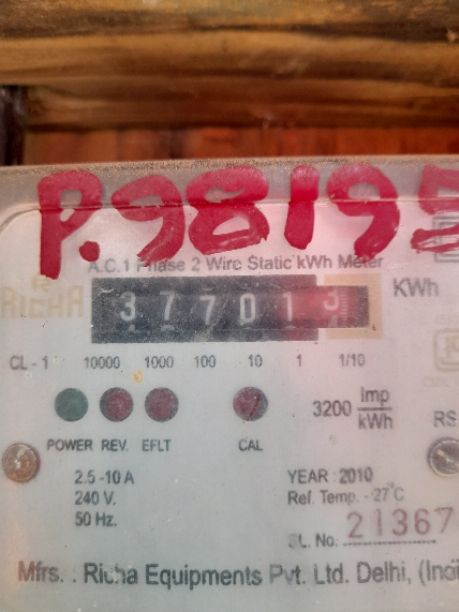 P.98195
A.C.1 Phase 2 Wire Static kWh Meter
RICHA
377013 KWh
CL - 1 10000 1000 100 10 1 1/10
3200 imp/kWh
RS
POWER REV. EFLT CAL
2.5 -10 A
240 V.
50 Hz.
YEAR : 2010
Ref. Temp. -27°C
SL. No: 21367
Mfrs. : Richa Equipments Pvt. Ltd. Delhi, (Indi